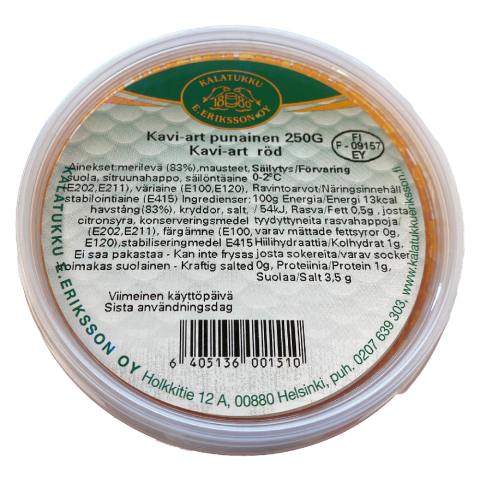 KALATUKKU
1880
E. ERIKSSON OY
Kavi-art punainen 250G
Kavi-art röd
FI
F - 09157
EY
Ainekset:merilevä (83%),mausteet,
suola, sitruunahappo, säilöntäaine
(E202,E211), väriaine (E100,E120),
stabilointiaine (E415) Ingredienser:
havstång(83%), kryddor, salt,
citronsyra, konserveringsmedel
(E202,E211), färgämne (E100,
E120),stabiliseringmedel E415
Ei saa pakastaa - Kan inte frysas
Voimakas suolainen - Kraftig salted
Säilytys/Förvaring
0-2°C
Ravintoarvot/Näringsinnehåll
100g Energia/Energi 13kcal
/ 54kJ, Rasva/Fett 0,5g , josta
tyydyttyneitä rasvahappoja/
varav mättade fettsyror 0g,
Hiilihydraattia/Kolhydrat 1g,
josta sokereita/varav socker
0g, Proteiinia/Protein 1g,
Suolaa/Salt 3,5 g
Viimeinen käyttöpäivä
Sista användningsdag
6 405136 001510
KALATUKKU E. ERIKSSON OY
Holkkitie 12 A, 00880 Helsinki, puh. 0207 639 303, www.kalatukkueriksson.fi